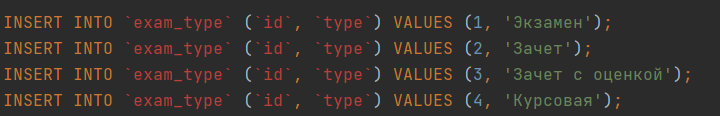 INSERT INTO `exam_type` (`id`, `type`) VALUES (1, 'Экзамен');
INSERT INTO `exam_type` (`id`, `type`) VALUES (2, 'Зачет');
INSERT INTO `exam_type` (`id`, `type`) VALUES (3, 'Зачет с оценкой');
INSERT INTO `exam_type` (`id`, `type`) VALUES (4, 'Курсовая');